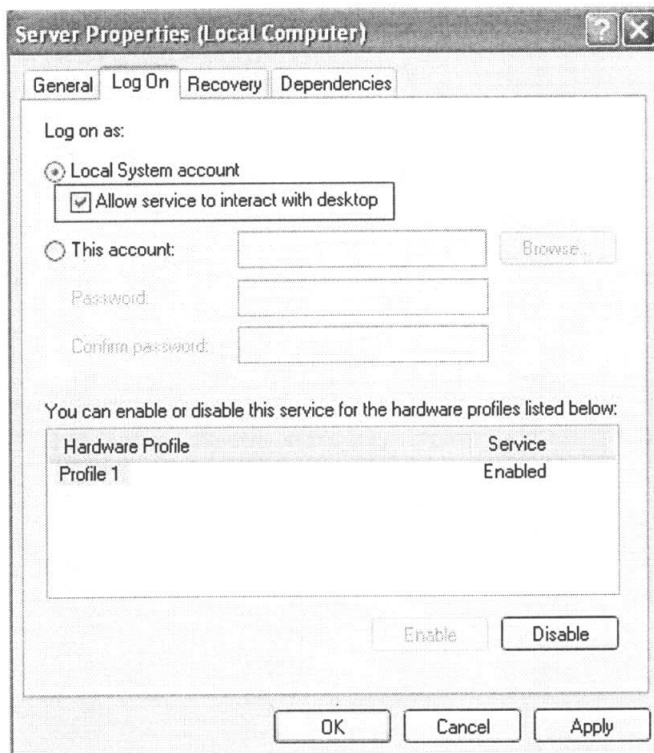 Server Properties (Local Computer)
General Log On Recovery Dependencies
Log on as:
Local System account
Allow service to interact with desktop
This account: Browse...
Password:
Confirm password:
You can enable or disable this service for the hardware profiles listed below:
Hardware Profile Service
Profile 1 Enabled
Enable Disable
OK Cancel Apply